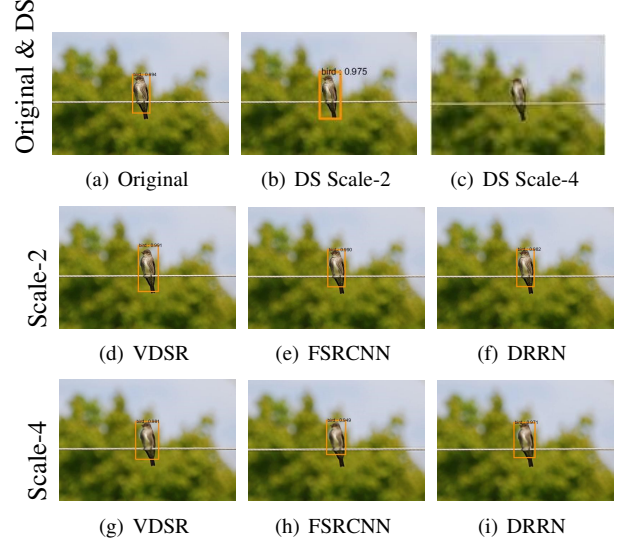 Original & DS
bird : 0.975
(a) Original
(b) DS Scale-2
(c) DS Scale-4
Scale-2
(d) VDSR
(e) FSRCNN
(f) DRRN
Scale-4
(g) VDSR
(h) FSRCNN
(i) DRRN